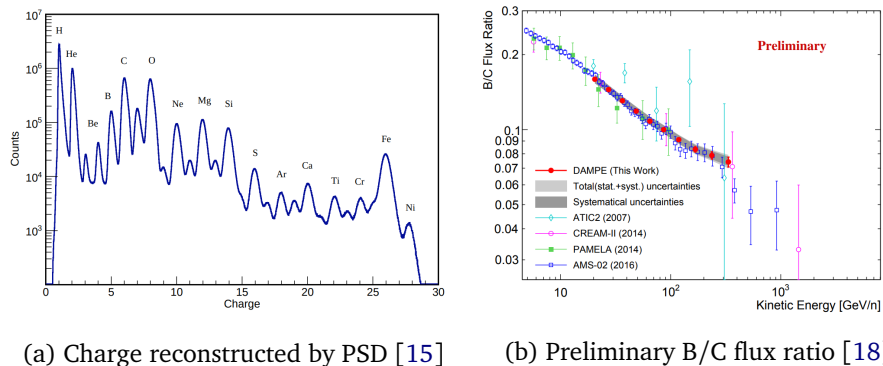 10^7
10^6
10^5
10^4
10^3
Counts
H
He
Be
B
C
O
Ne
Mg
Si
S
Ar
Ca
Ti
Cr
Fe
Ni
0 5 10 15 20 25 30
Charge
(a) Charge reconstructed by PSD [15]
0.3
0.2
0.1
0.09
0.08
0.07
0.06
0.05
0.04
0.03
B/C Flux Ratio
Preliminary
DAMPE (This Work)
Total(stat.+syst.) uncertainties
Systematical uncertainties
ATIC2 (2007)
CREAM-II (2014)
PAMELA (2014)
AMS-02 (2016)
10 10^2 10^3
Kinetic Energy [GeV/n]
(b) Preliminary B/C flux ratio [18